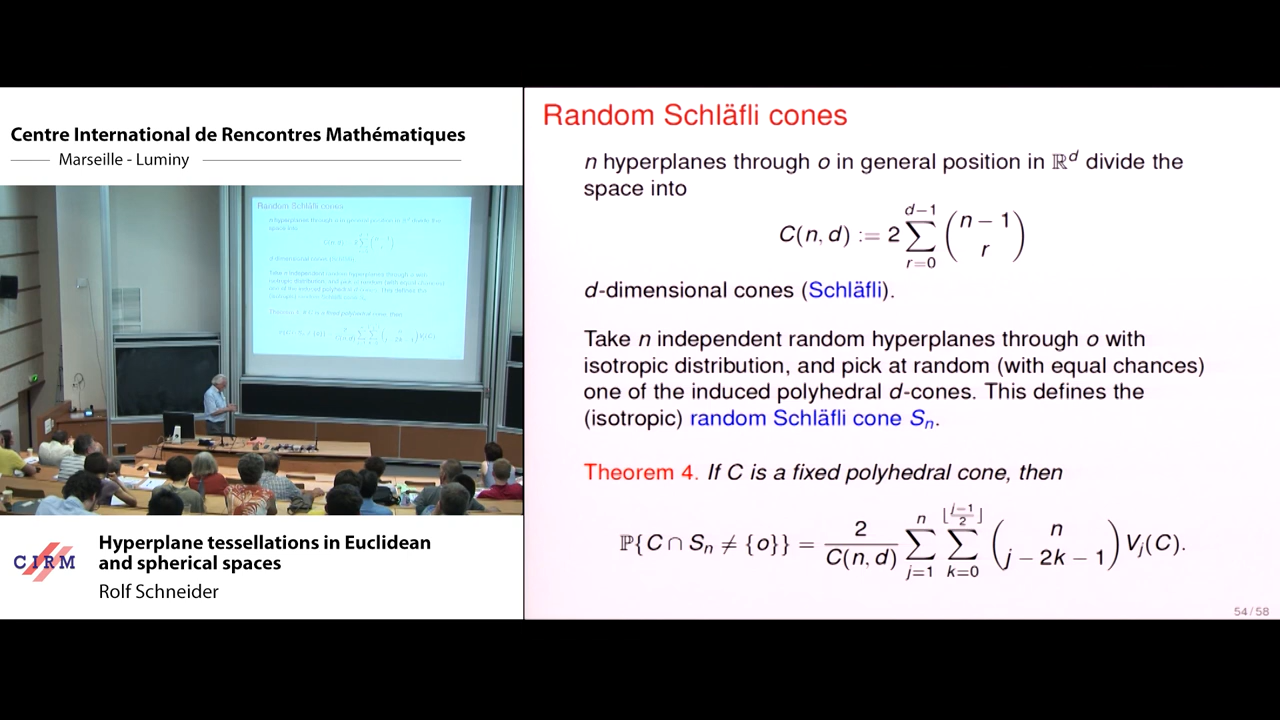 Centre International de Rencontres Mathématiques
Marseille - Luminy
CIRM
Hyperplane tessellations in Euclidean
and spherical spaces
Rolf Schneider
Random Schläfli cones
n hyperplanes through o in general position in ℝ^d divide the
space into
C(n, d) := 2 ∑_{r=0}^{d−1} (n − 1 \choose r)
d-dimensional cones (Schläfli).
Take n independent random hyperplanes through o with
isotropic distribution, and pick at random (with equal chances)
one of the induced polyhedral d-cones. This defines the
(isotropic) random Schläfli cone S_n.
Theorem 4. If C is a fixed polyhedral cone, then
ℙ{C ∩ S_n ≠ {o}} = \frac{2}{C(n, d)} ∑_{j=1}^{n} ∑_{k=0}^{⌊\frac{j−1}{2}⌋} (n \choose j − 2k − 1) V_j(C).
54 / 58